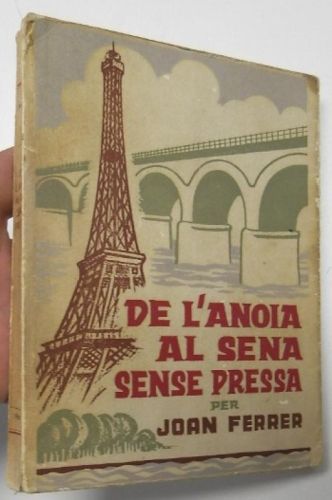 DE L'ANOIA
AL SENA
SENSE PRESSA
PER
JOAN FERRER